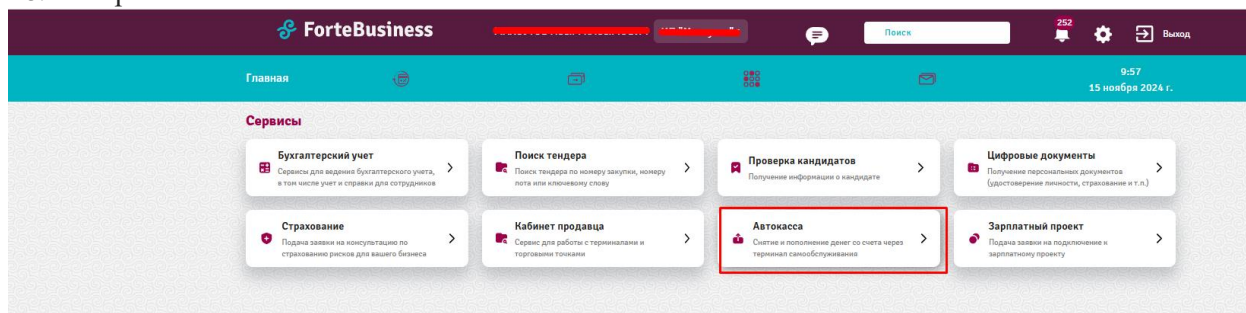 ForteBusiness
Поиск
252
Выход
Главная
9:57
15 ноября 2024 г.
Сервисы
Бухгалтерский учет
Сервисы для ведения бухгалтерского учета,
в том числе учет и справки для сотрудников
Поиск тендера
Поиск тендера по номеру закупки, номеру
лота или ключевому слову
Проверка кандидатов
Получение информации о кандидате
Цифровые документы
Получение персональных документов
(удостоверение личности, страхование и т.п.)
Страхование
Подача заявки на консультацию по
страхованию рисков для вашего бизнеса
Кабинет продавца
Сервис для работы с терминалами и
торговыми точками
Автокасса
Снятие и пополнение денег со счета через
терминал самообслуживания
Зарплатный проект
Подача заявки на подключение к
зарплатному проекту